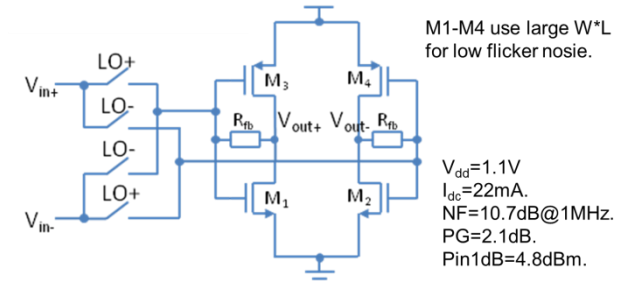 M1-M4 use large W*L
for low flicker nosie.
LO+
Vin+
LO-
LO-
LO+
Vin-
M3
M4
Rfb
Vout+
Vout-
Rfb
M1
M2
Vdd=1.1V
Idc=22mA.
NF=10.7dB@1MHz.
PG=2.1dB.
Pin1dB=4.8dBm.